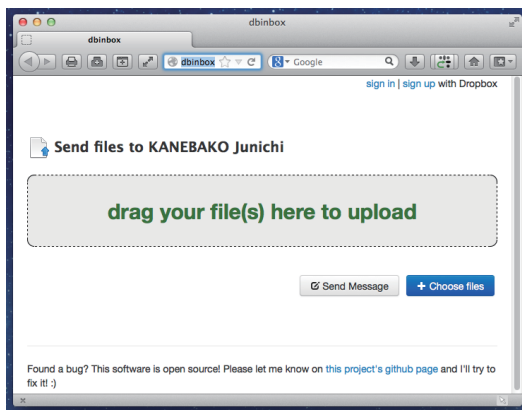 dbinbox
dbinbox
dbinbox
Google
sign in | sign up with Dropbox
Send files to KANEBAKO Junichi
drag your file(s) here to upload
Send Message
Choose files
Found a bug? This software is open source! Please let me know on this project's github page and I'll try to
fix it! :)